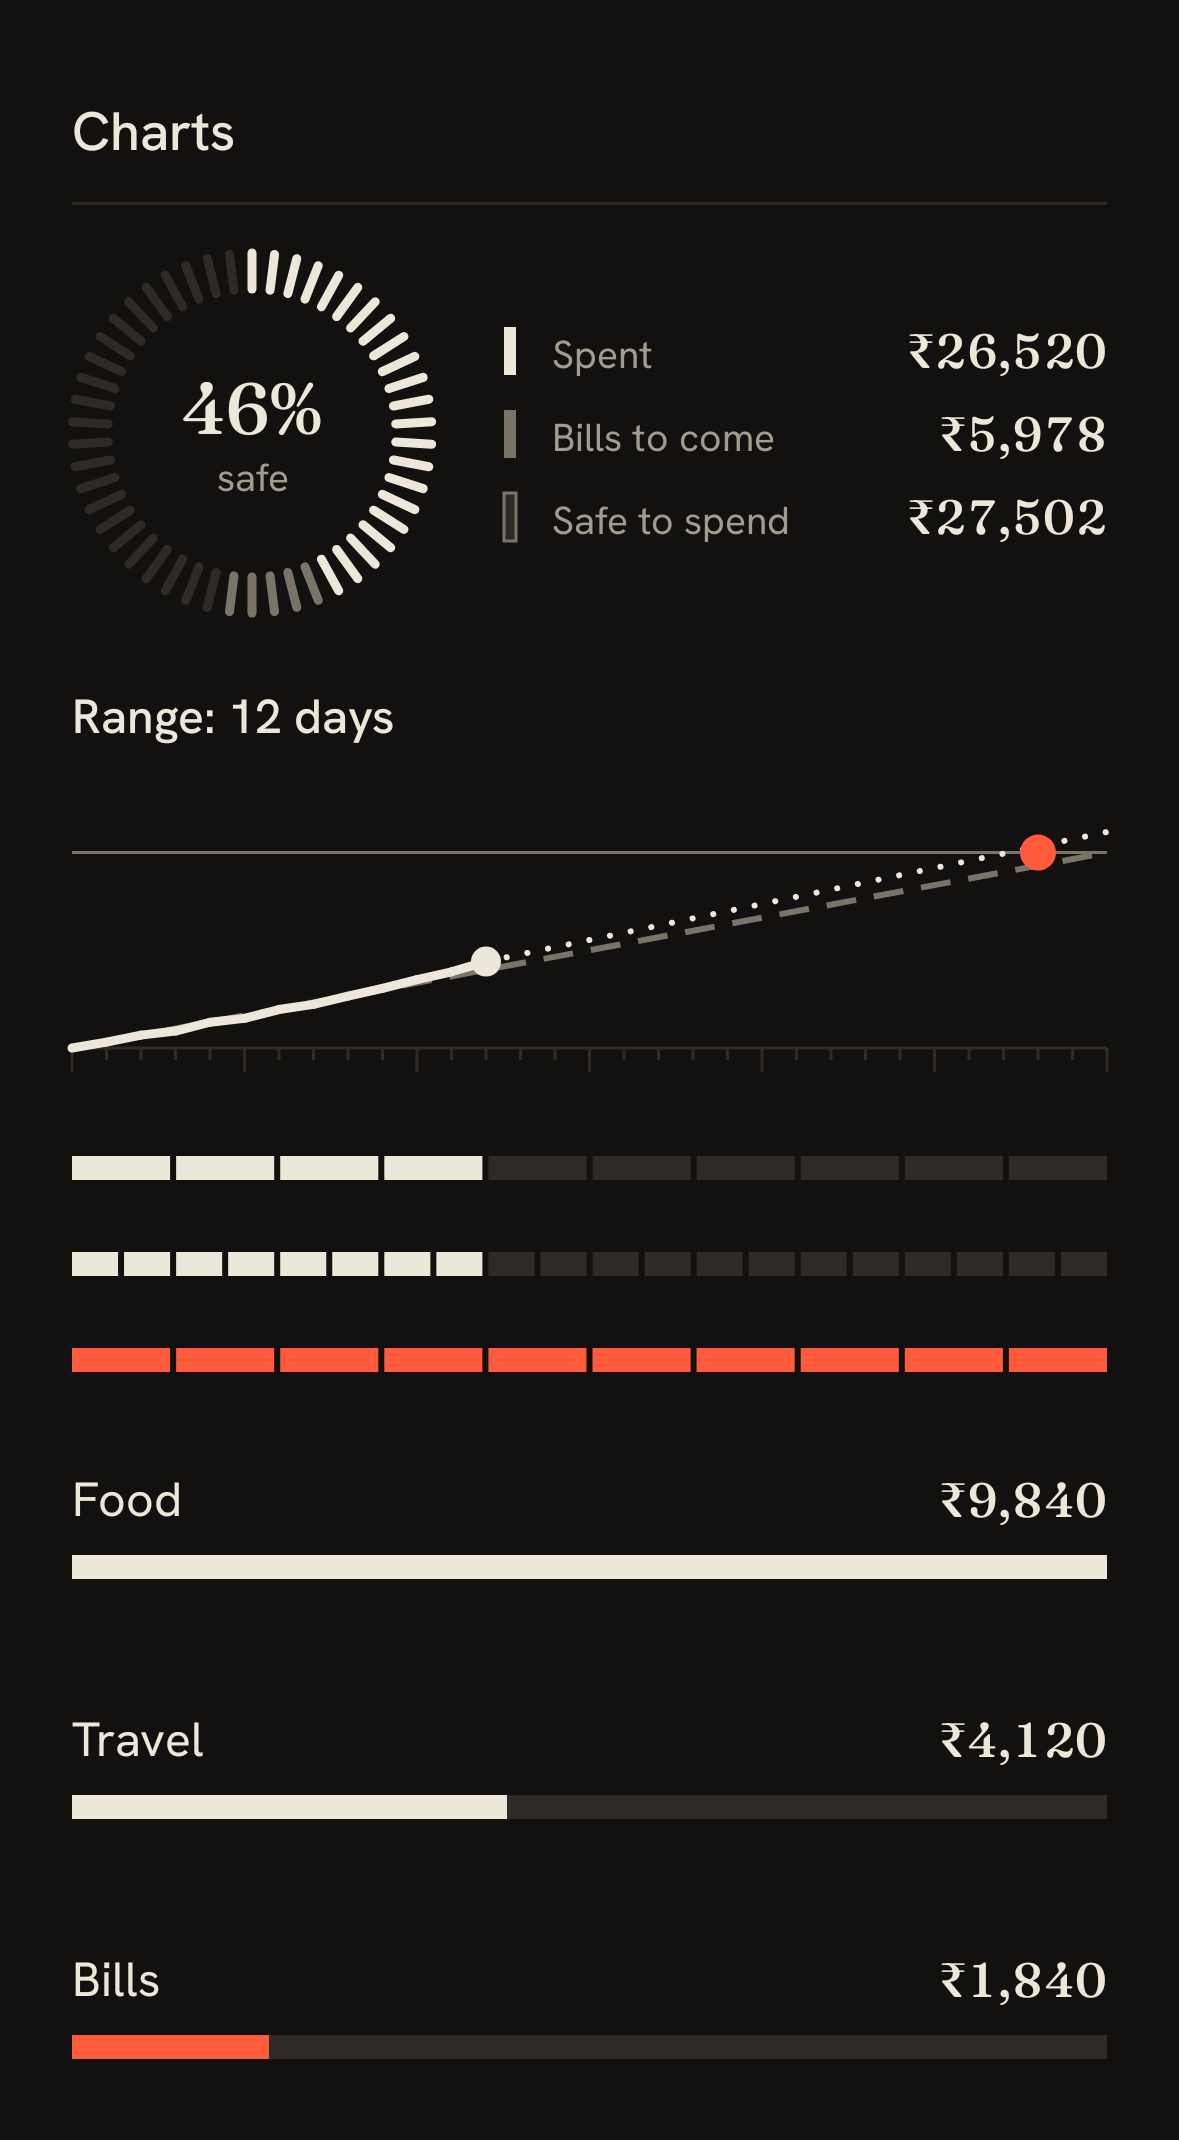 Charts
46%
safe
Spent ₹26,520
Bills to come ₹5,978
Safe to spend ₹27,502
Range: 12 days
Food ₹9,840
Travel ₹4,120
Bills ₹1,840